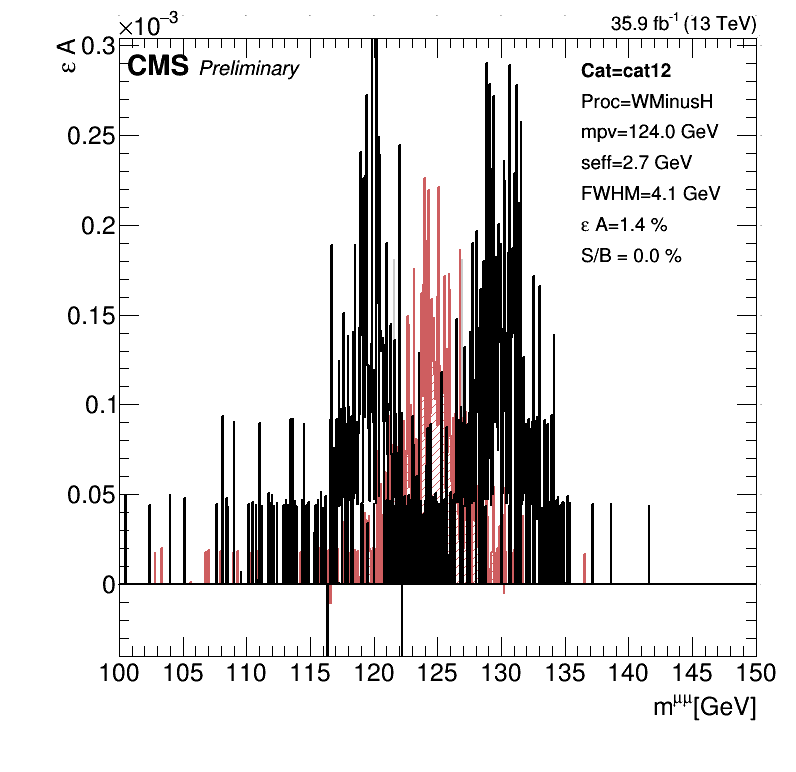 ×10⁻³
35.9 fb⁻¹ (13 TeV)
ε A
CMS Preliminary
Cat=cat12
Proc=WMinusH
mpv=124.0 GeV
seff=2.7 GeV
FWHM=4.1 GeV
ε A=1.4 %
S/B = 0.0 %
0.3
0.25
0.2
0.15
0.1
0.05
0
100 105 110 115 120 125 130 135 140 145 150
m^μμ[GeV]